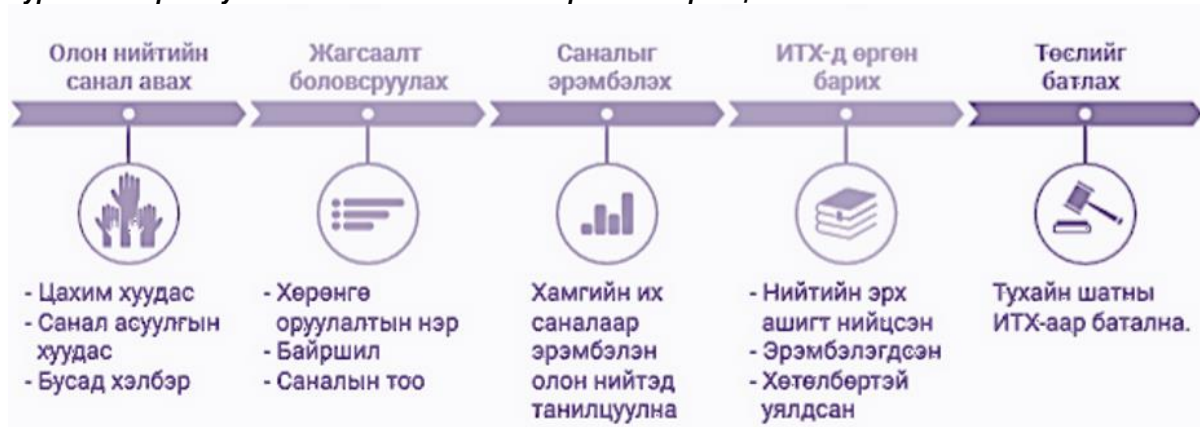 Олон нийтийн
санал авах
Жагсаалт
боловсруулах
Саналыг
эрэмбэлэх
ИТХ-д өргөн
барих
Төслийг
батлах
- Цахим хуудас
- Санал асуулгын
хуудас
- Бусад хэлбэр
- Хөрөнгө
оруулалтын нэр
- Байршил
- Саналын тоо
Хамгийн их
саналаар
эрэмбэлэн
олон нийтэд
танилцуулна
- Нийтийн эрх
ашигт нийцсэн
- Эрэмбэлэгдсэн
- Хөтөлбөртэй
уялдсан
Тухайн шатны
ИТХ-аар батална.